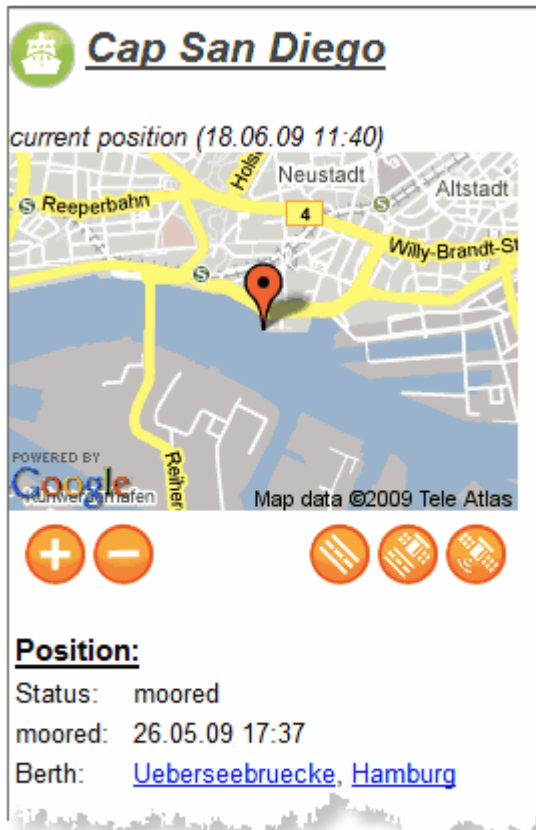 Cap San Diego
current position (18.06.09 11:40)
Neustadt
Altstadt
S Reeperbahn
4
S
Willy-Brandt-St
S
POWERED BY
Google
Map data ©2009 Tele Atlas
Position:
Status: moored
moored: 26.05.09 17:37
Berth: Ueberseebruecke, Hamburg